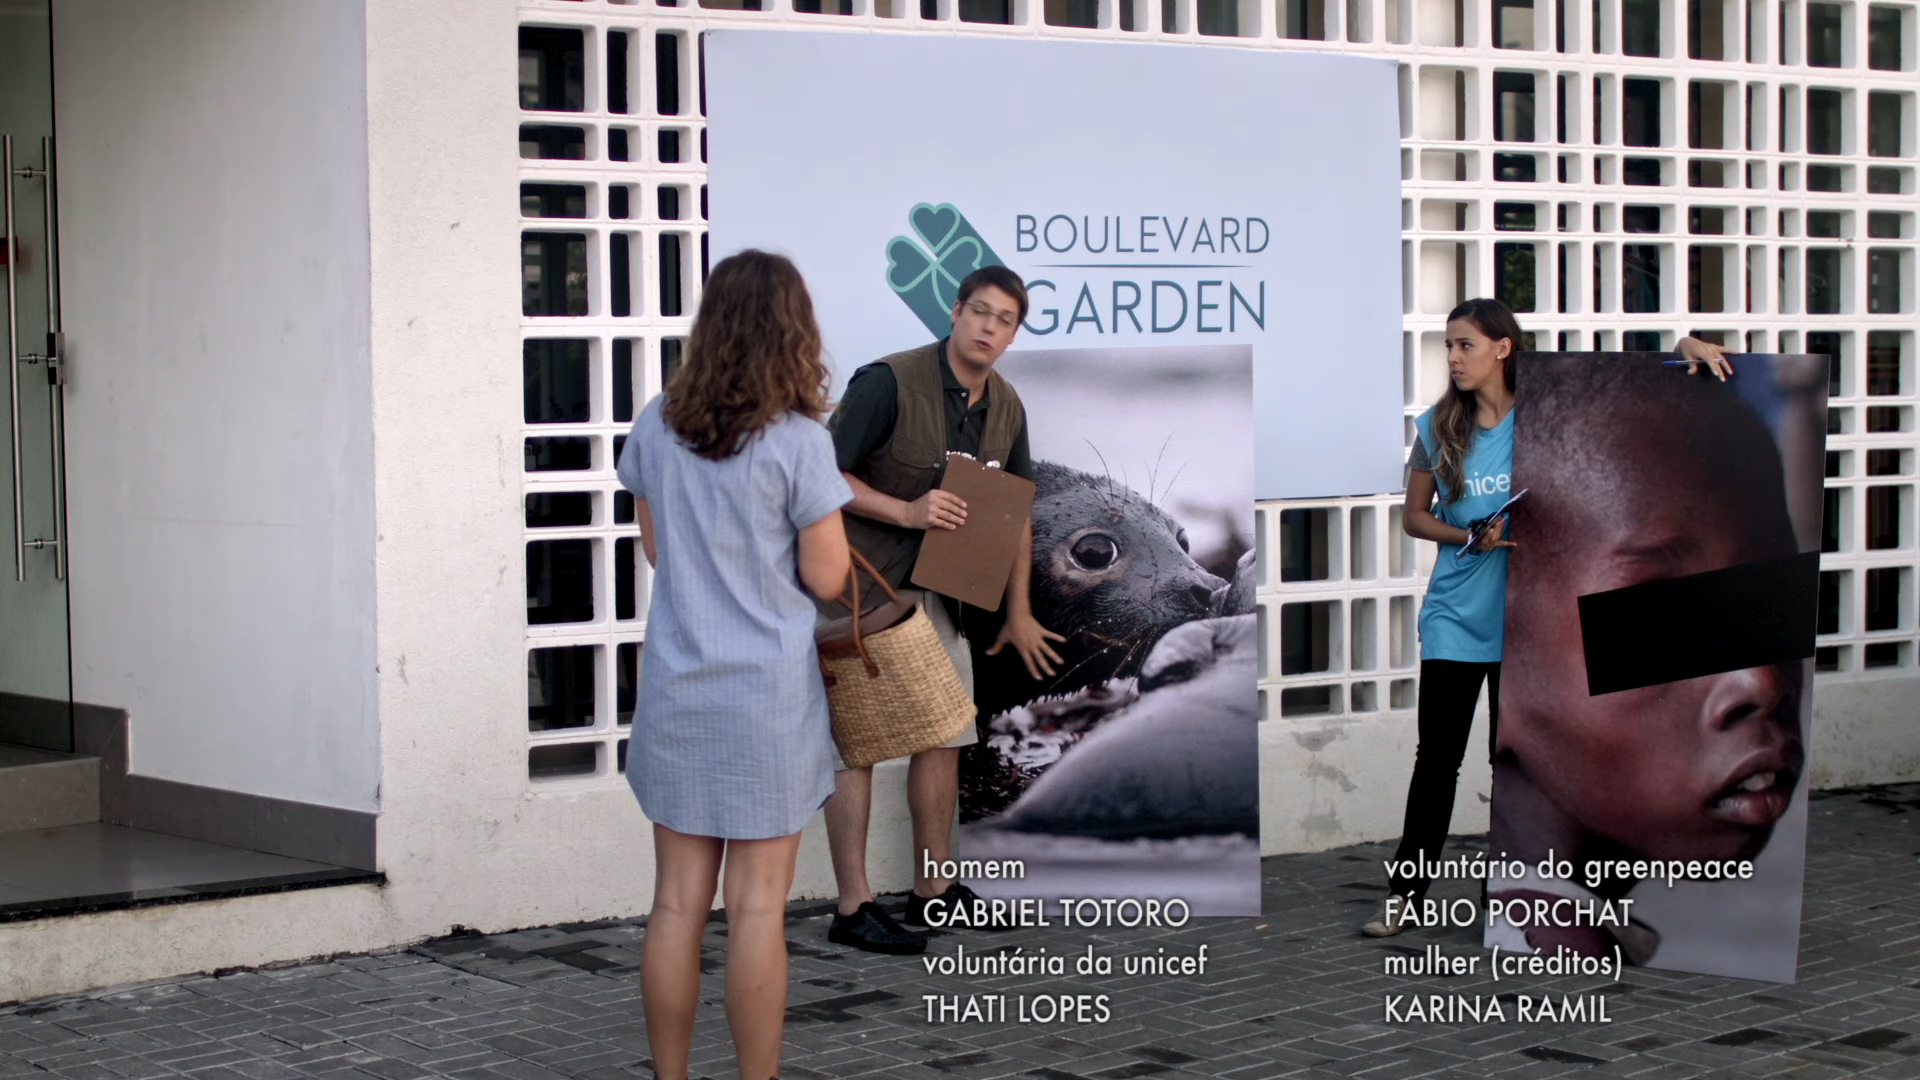 BOULEVARD
GARDEN
nice
homem
GABRIEL TOTORO
voluntária da unicef
THATI LOPES
voluntário do greenpeace
FÁBIO PORCHAT
mulher (créditos)
KARINA RAMIL